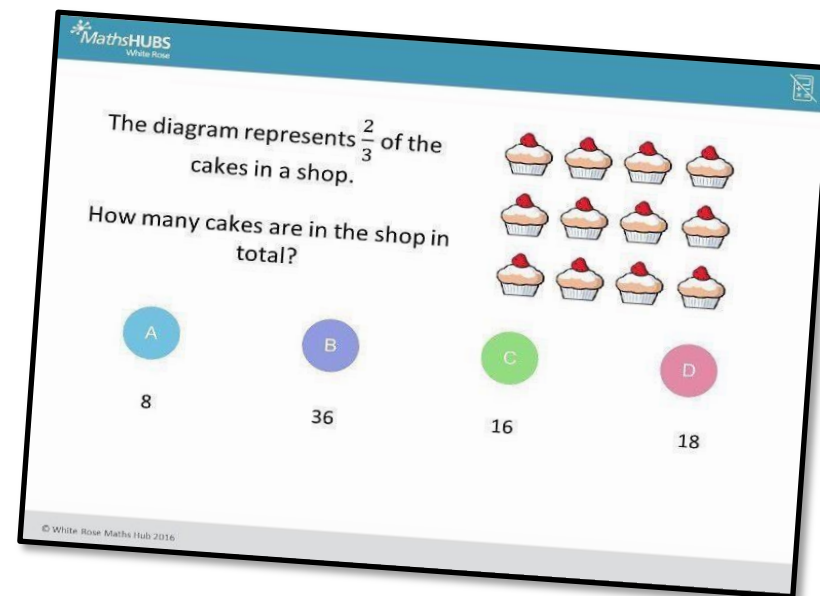 MathsHUBS
White Rose
The diagram represents 2/3 of the
cakes in a shop.
How many cakes are in the shop in
total?
A
B
C
D
8
36
16
18
© White Rose Maths Hub 2016